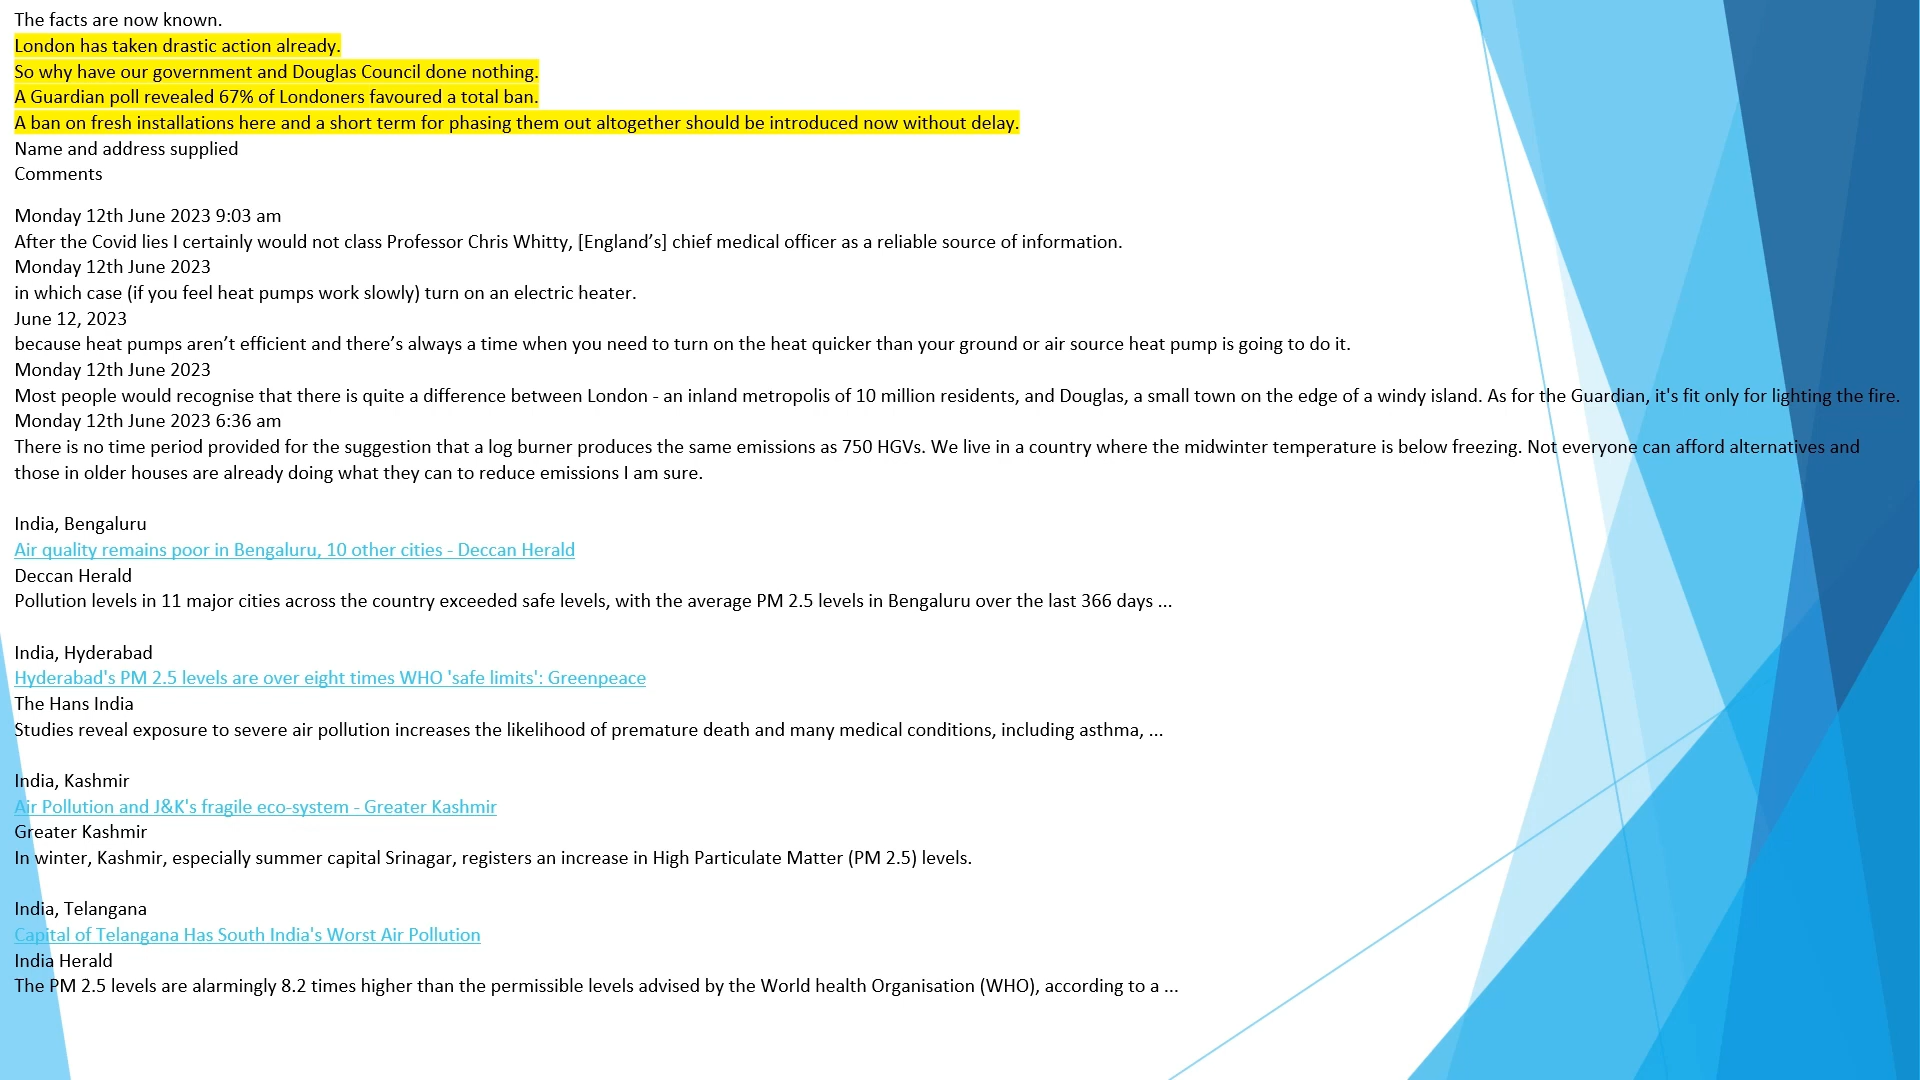 The facts are now known.
London has taken drastic action already.
So why have our government and Douglas Council done nothing.
A Guardian poll revealed 67% of Londoners favoured a total ban.
A ban on fresh installations here and a short term for phasing them out altogether should be introduced now without delay.
Name and address supplied
Comments
Monday 12th June 2023 9:03 am
After the Covid lies I certainly would not class Professor Chris Whitty, [England’s] chief medical officer as a reliable source of information.
Monday 12th June 2023
in which case (if you feel heat pumps work slowly) turn on an electric heater.
June 12, 2023
because heat pumps aren’t efficient and there’s always a time when you need to turn on the heat quicker than your ground or air source heat pump is going to do it.
Monday 12th June 2023
Most people would recognise that there is quite a difference between London - an inland metropolis of 10 million residents, and Douglas, a small town on the edge of a windy island. As for the Guardian, it's fit only for lighting the fire.
Monday 12th June 2023 6:36 am
There is no time period provided for the suggestion that a log burner produces the same emissions as 750 HGVs. We live in a country where the midwinter temperature is below freezing. Not everyone can afford alternatives and
those in older houses are already doing what they can to reduce emissions I am sure.
India, Bengaluru
Air quality remains poor in Bengaluru, 10 other cities - Deccan Herald
Deccan Herald
Pollution levels in 11 major cities across the country exceeded safe levels, with the average PM 2.5 levels in Bengaluru over the last 366 days ...
India, Hyderabad
Hyderabad's PM 2.5 levels are over eight times WHO 'safe limits': Greenpeace
The Hans India
Studies reveal exposure to severe air pollution increases the likelihood of premature death and many medical conditions, including asthma, ...
India, Kashmir
Air Pollution and J&K's fragile eco-system - Greater Kashmir
Greater Kashmir
In winter, Kashmir, especially summer capital Srinagar, registers an increase in High Particulate Matter (PM 2.5) levels.
India, Telangana
Capital of Telangana Has South India's Worst Air Pollution
India Herald
The PM 2.5 levels are alarmingly 8.2 times higher than the permissible levels advised by the World health Organisation (WHO), according to a ...